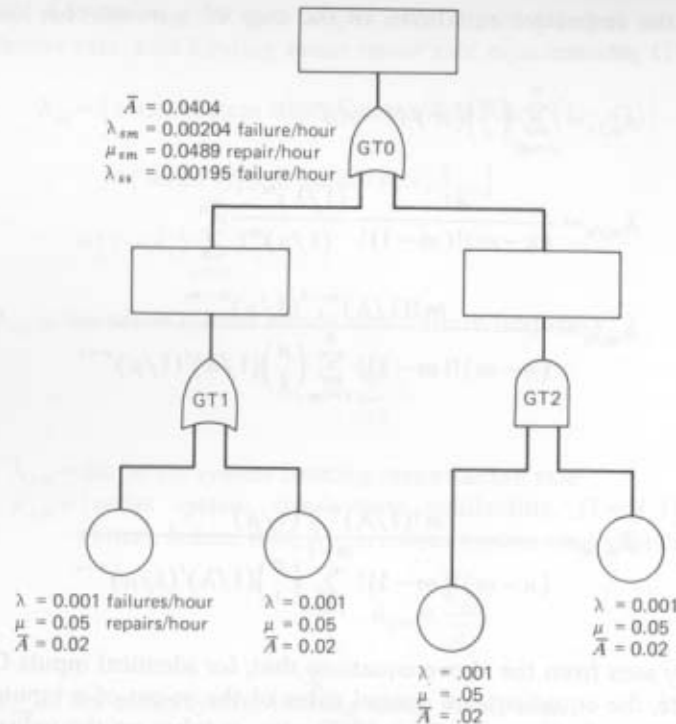 the
Ā = 0.0404
λsm = 0.00204 failure/hour
μsm = 0.0489 repair/hour
λss = 0.00195 failure/hour
GT0
GT1
GT2
λ = 0.001 failures/hour
μ = 0.05 repairs/hour
Ā = 0.02
λ = 0.001
μ = 0.05
Ā = 0.02
λ = .001
μ = .05
Ā = .02
λ = 0.001
μ = 0.05
Ā = 0.02